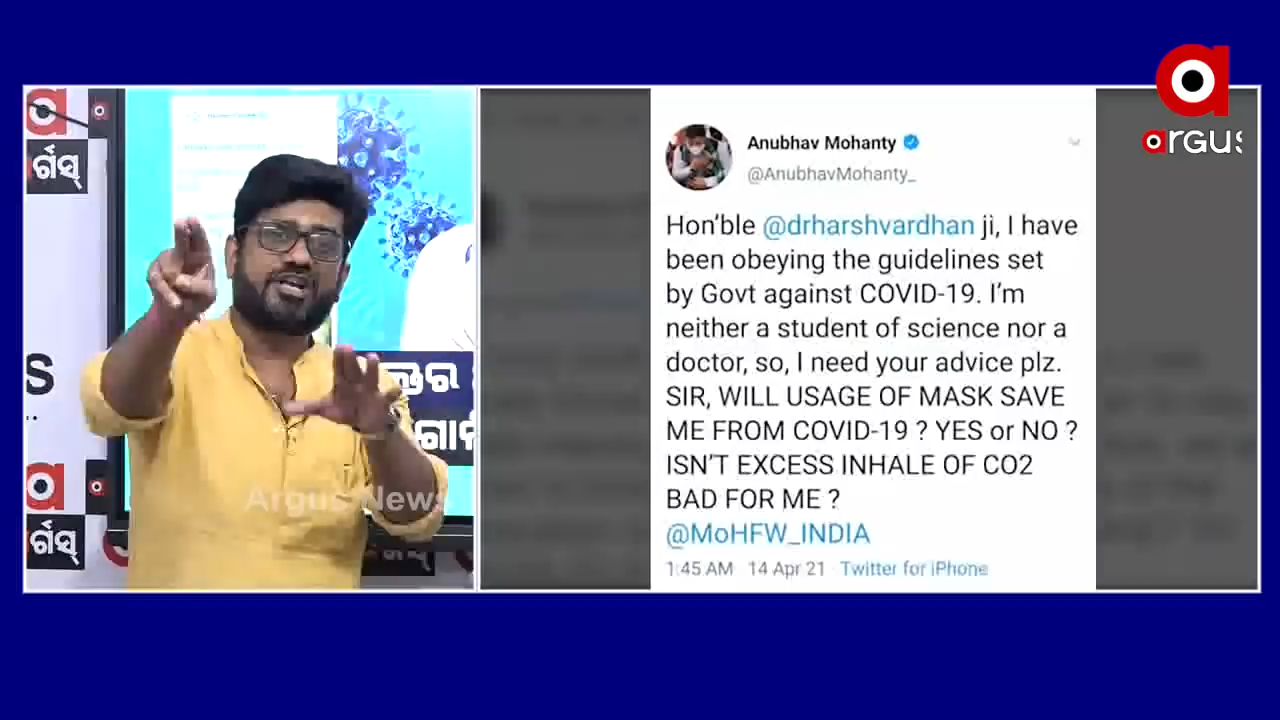 ର୍ଗସ୍
S
ର୍ଗସ୍
Argus News
Anubhav Mohanty
@AnubhavMohanty_
Hon'ble @drharshvardhan ji, I have
been obeying the guidelines set
by Govt against COVID-19. I'm
neither a student of science nor a
doctor, so, I need your advice plz.
SIR, WILL USAGE OF MASK SAVE
ME FROM COVID-19 ? YES or NO ?
ISN'T EXCESS INHALE OF CO2
BAD FOR ME ?
@MoHFW_INDIA
1:45 AM 14 Apr 21 Twitter for iPhone
a
argus